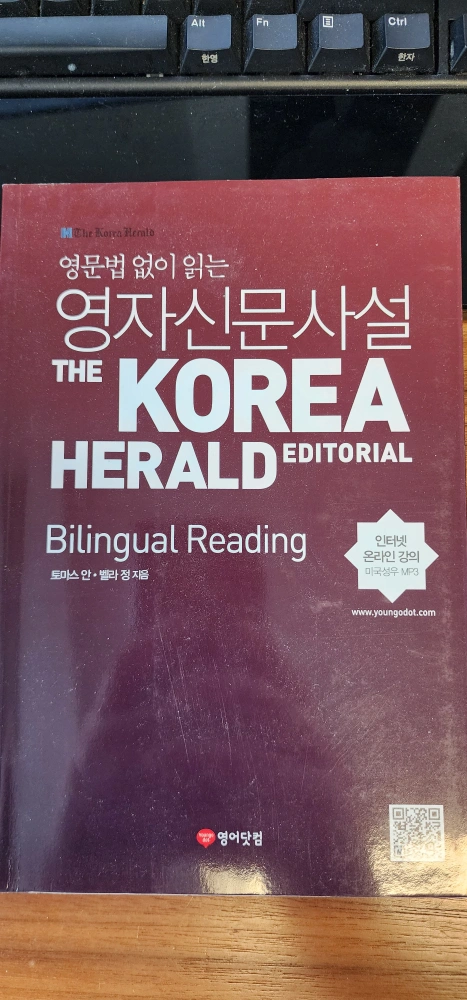 Alt
한영
Fn
Ctrl
한자
The Korea Herald
영문법 없이 읽는
영자신문사설
THE KOREA
HERALD EDITORIAL
Bilingual Reading
토마스 안 • 벨라 정 지음
인터넷
온라인 강의
미국성우 MP3
www.youngodot.com
영어닷컴